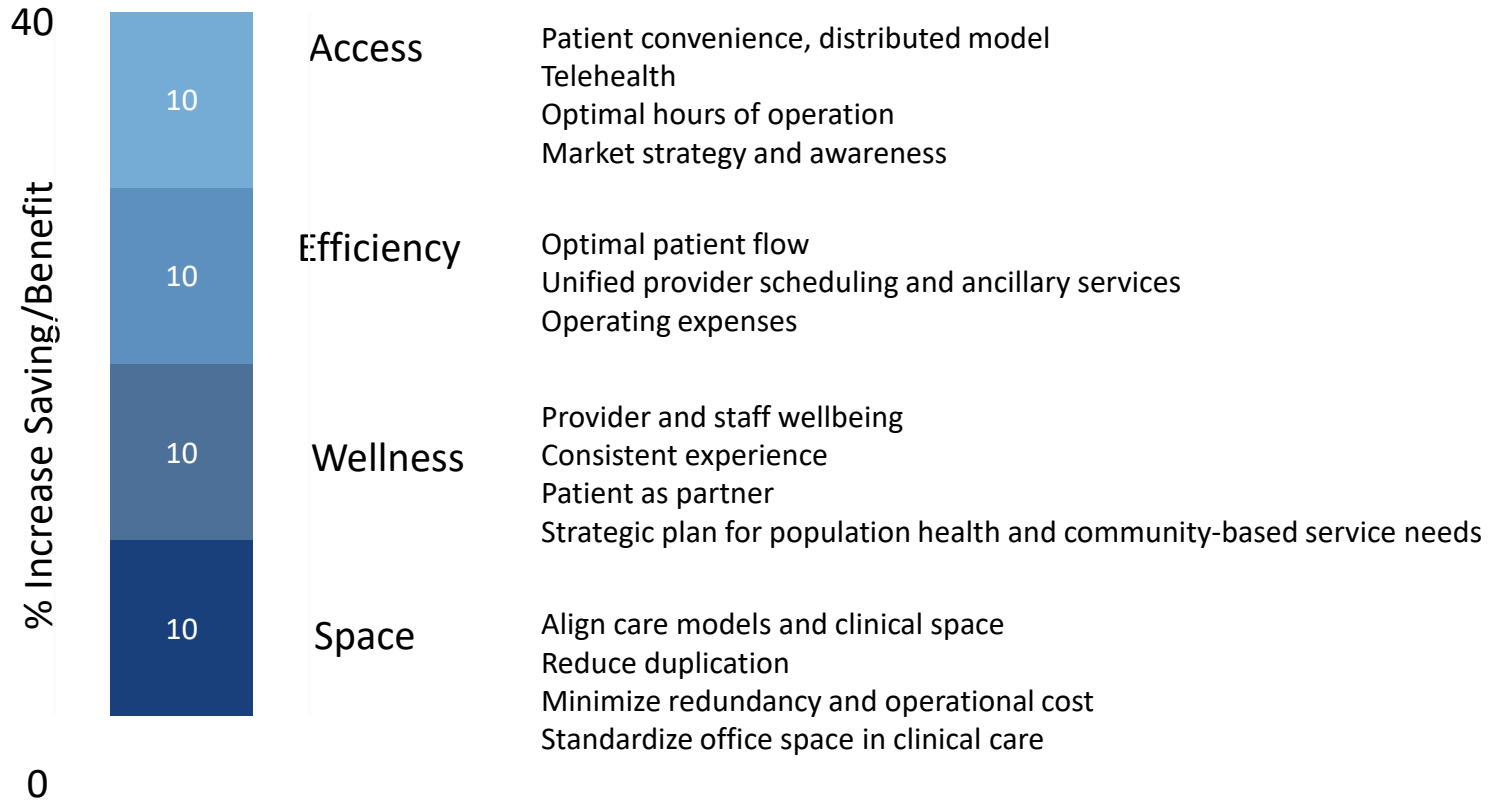 40
10
Access
Patient convenience, distributed model
Telehealth
Optimal hours of operation
Market strategy and awareness
% Increase Saving/Benefit
10
Efficiency
Optimal patient flow
Unified provider scheduling and ancillary services
Operating expenses
10
Wellness
Provider and staff wellbeing
Consistent experience
Patient as partner
Strategic plan for population health and community-based service needs
10
Space
Align care models and clinical space
Reduce duplication
Minimize redundancy and operational cost
Standardize office space in clinical care
0